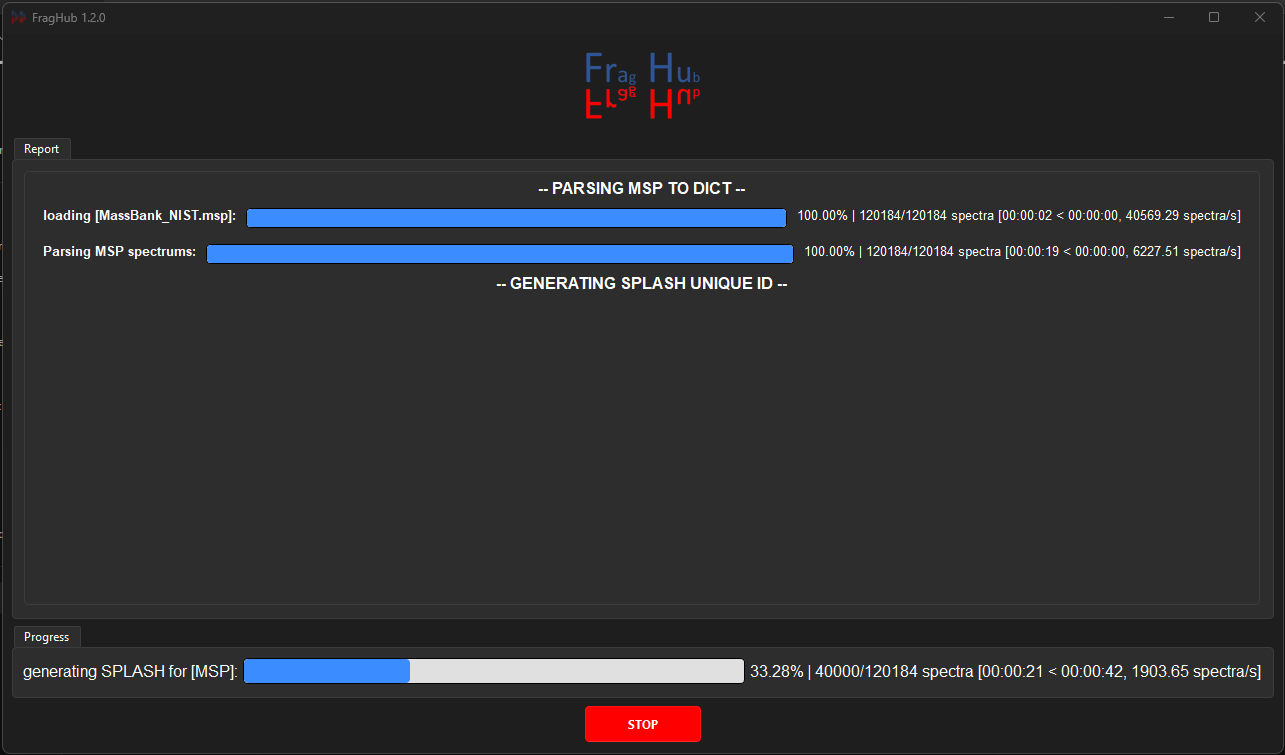 FragHub 1.2.0
Frag Hub
Frag Hub
Report
-- PARSING MSP TO DICT --
loading [MassBank_NIST.msp]: 100.00% | 120184/120184 spectra [00:00:02 < 00:00:00, 40569.29 spectra/s]
Parsing MSP spectrums: 100.00% | 120184/120184 spectra [00:00:19 < 00:00:00, 6227.51 spectra/s]
-- GENERATING SPLASH UNIQUE ID --
Progress
generating SPLASH for [MSP]: 33.28% | 40000/120184 spectra [00:00:21 < 00:00:42, 1903.65 spectra/s]
STOP